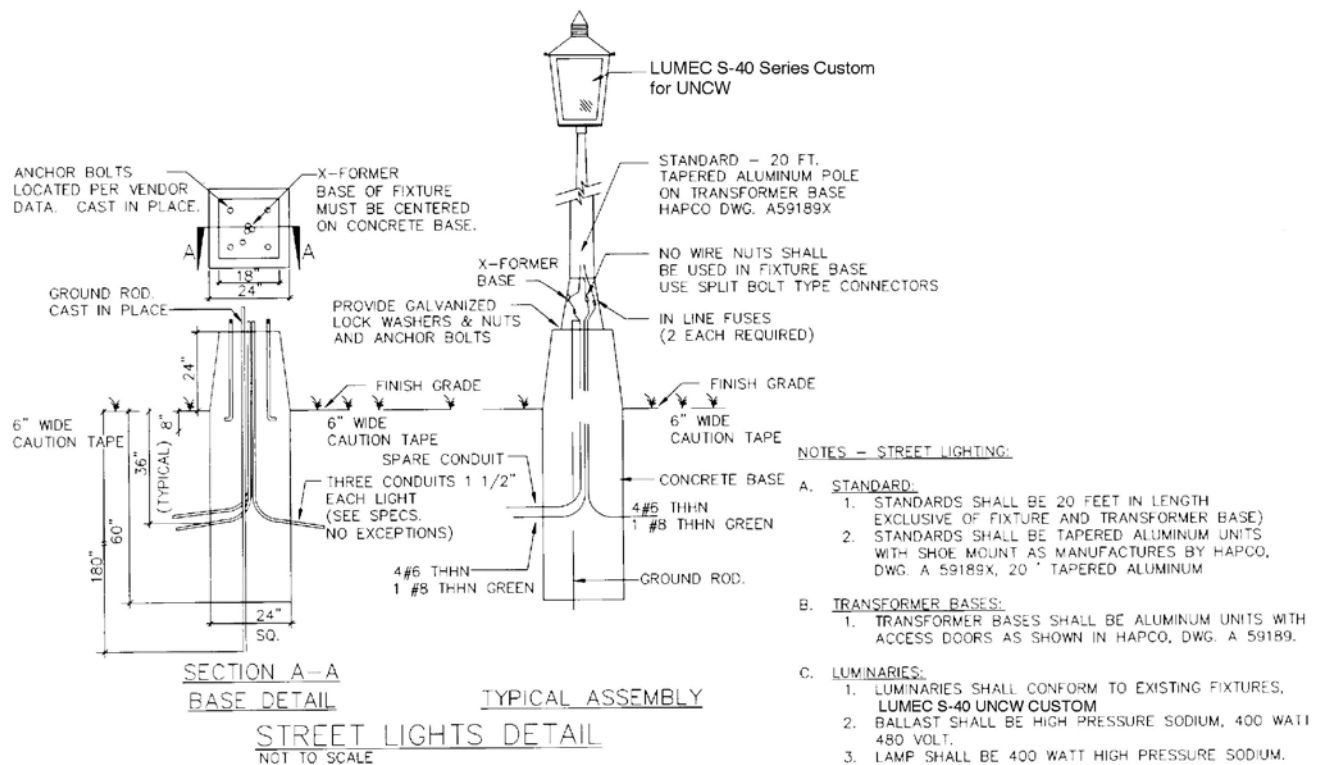 LUMEC S-40 Series Custom
for UNCW
ANCHOR BOLTS
LOCATED PER VENDOR
DATA. CAST IN PLACE.
X-FORMER
BASE OF FIXTURE
MUST BE CENTERED
ON CONCRETE BASE.
A
A
18"
24"
GROUND ROD.
CAST IN PLACE
24"
FINISH GRADE
6" WIDE
CAUTION TAPE
8"
(TYPICAL)
36"
60"
180"
6" WIDE
CAUTION TAPE
THREE CONDUITS 1 1/2"
EACH LIGHT
(SEE SPECS.
NO EXCEPTIONS)
24"
SQ.
SECTION A-A
BASE DETAIL
STANDARD - 20 FT.
TAPERED ALUMINUM POLE
ON TRANSFORMER BASE
HAPCO DWG. A59189X
X-FORMER
BASE
NO WIRE NUTS SHALL
BE USED IN FIXTURE BASE
USE SPLIT BOLT TYPE CONNECTORS
PROVIDE GALVANIZED
LOCK WASHERS & NUTS
AND ANCHOR BOLTS
IN LINE FUSES
(2 EACH REQUIRED)
FINISH GRADE
6" WIDE
CAUTION TAPE
SPARE CONDUIT
CONCRETE BASE
4#6 THHN
1 #8 THHN GREEN
4#6 THHN
1 #8 THHN GREEN
GROUND ROD.
TYPICAL ASSEMBLY
STREET LIGHTS DETAIL
NOT TO SCALE
NOTES - STREET LIGHTING:
A. STANDARD:
1. STANDARDS SHALL BE 20 FEET IN LENGTH
EXCLUSIVE OF FIXTURE AND TRANSFORMER BASE)
2. STANDARDS SHALL BE TAPERED ALUMINUM UNITS
WITH SHOE MOUNT AS MANUFACTURES BY HAPCO,
DWG. A 59189X, 20 ' TAPERED ALUMINUM
B. TRANSFORMER BASES:
1. TRANSFORMER BASES SHALL BE ALUMINUM UNITS WITH
ACCESS DOORS AS SHOWN IN HAPCO, DWG. A 59189.
C. LUMINARIES:
1. LUMINARIES SHALL CONFORM TO EXISTING FIXTURES,
LUMEC S-40 UNCW CUSTOM
2. BALLAST SHALL BE HIGH PRESSURE SODIUM, 400 WATT
480 VOLT.
3. LAMP SHALL BE 400 WATT HIGH PRESSURE SODIUM.